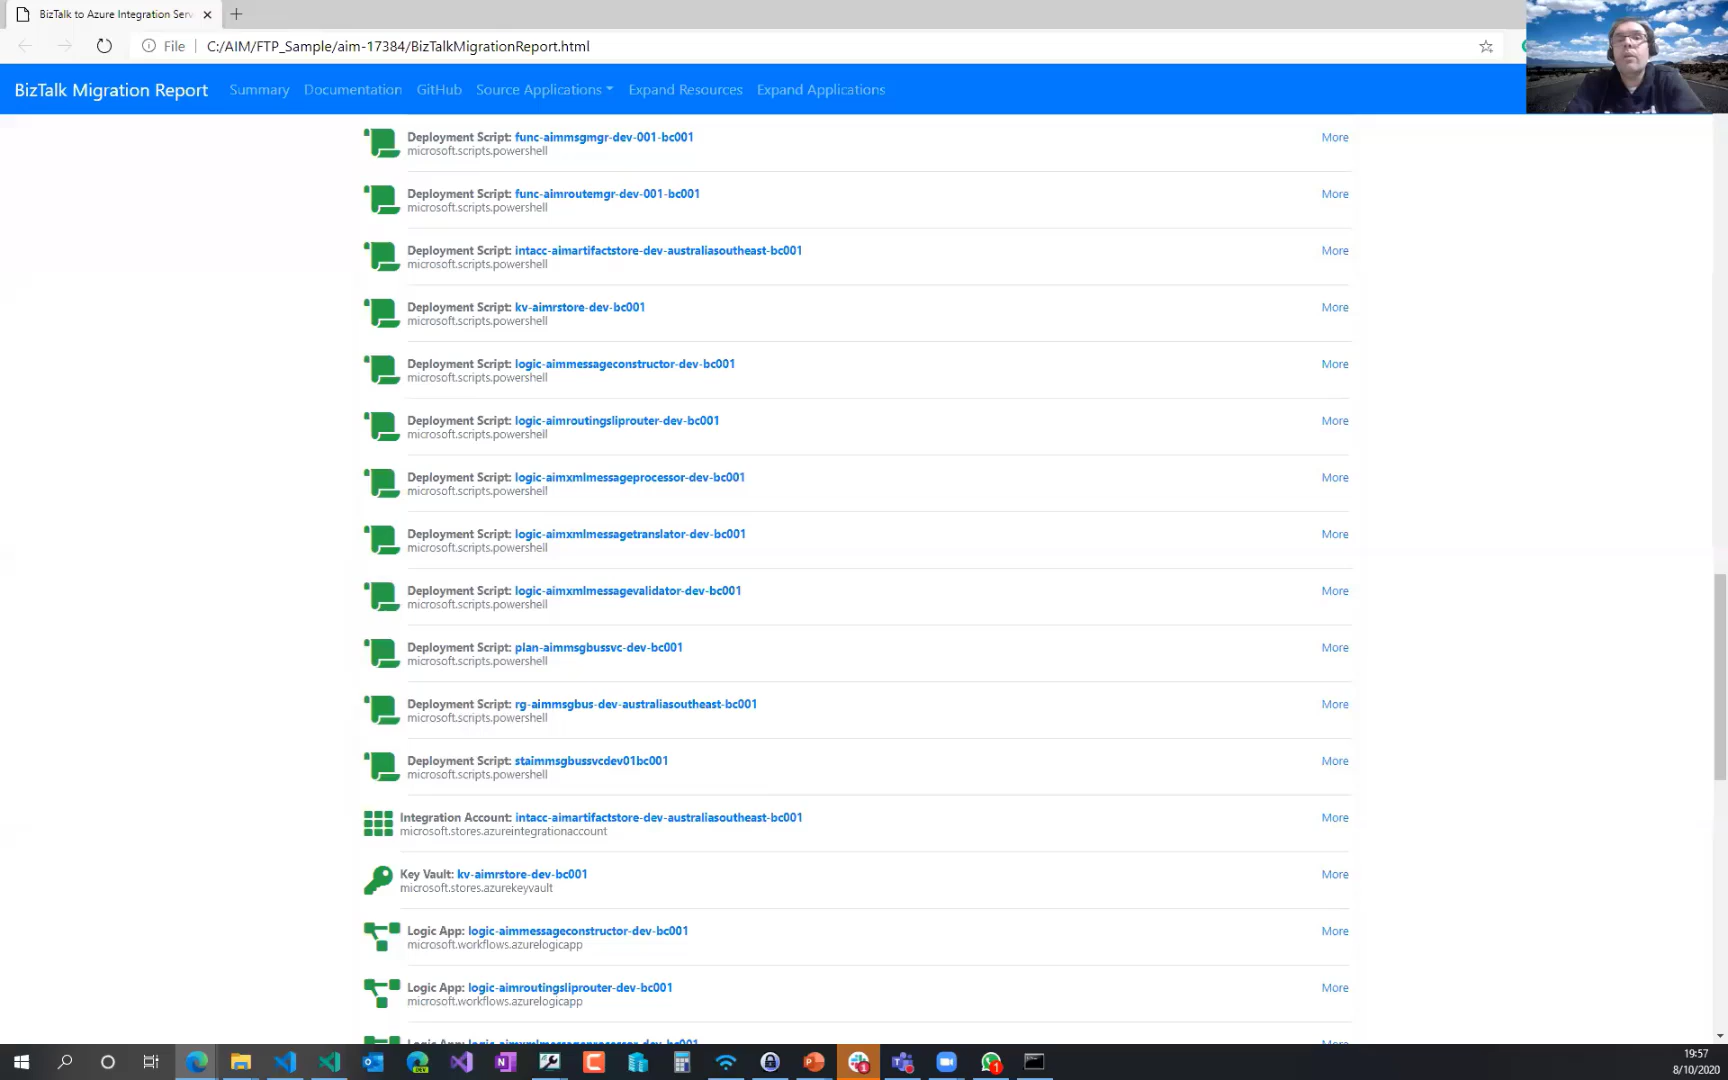 BizTalk to Azure Integration Serv
File C:/AIM/FTP_Sample/aim-17384/BizTalkMigrationReport.html
BizTalk Migration Report Summary Documentation GitHub Source Applications Expand Resources Expand Applications
Deployment Script: func-aimmsgmgr-dev-001-bc001 More
microsoft.scripts.powershell
Deployment Script: func-aimroutemgr-dev-001-bc001 More
microsoft.scripts.powershell
Deployment Script: intacc-aimartifactstore-dev-australiasoutheast-bc001 More
microsoft.scripts.powershell
Deployment Script: kv-aimrstore-dev-bc001 More
microsoft.scripts.powershell
Deployment Script: logic-aimmessageconstructor-dev-bc001 More
microsoft.scripts.powershell
Deployment Script: logic-aimroutingsliprouter-dev-bc001 More
microsoft.scripts.powershell
Deployment Script: logic-aimxmlmessageprocessor-dev-bc001 More
microsoft.scripts.powershell
Deployment Script: logic-aimxmlmessagetranslator-dev-bc001 More
microsoft.scripts.powershell
Deployment Script: logic-aimxmlmessagevalidator-dev-bc001 More
microsoft.scripts.powershell
Deployment Script: plan-aimmsgbussvc-dev-bc001 More
microsoft.scripts.powershell
Deployment Script: rg-aimmsgbus-dev-australiasoutheast-bc001 More
microsoft.scripts.powershell
Deployment Script: staimmsgbussvcdev01bc001 More
microsoft.scripts.powershell
Integration Account: intacc-aimartifactstore-dev-australiasoutheast-bc001 More
microsoft.stores.azureintegrationaccount
Key Vault: kv-aimrstore-dev-bc001 More
microsoft.stores.azurekeyvault
Logic App: logic-aimmessageconstructor-dev-bc001 More
microsoft.workflows.azurelogicapp
Logic App: logic-aimroutingsliprouter-dev-bc001 More
microsoft.workflows.azurelogicapp
19:57
8/10/2020